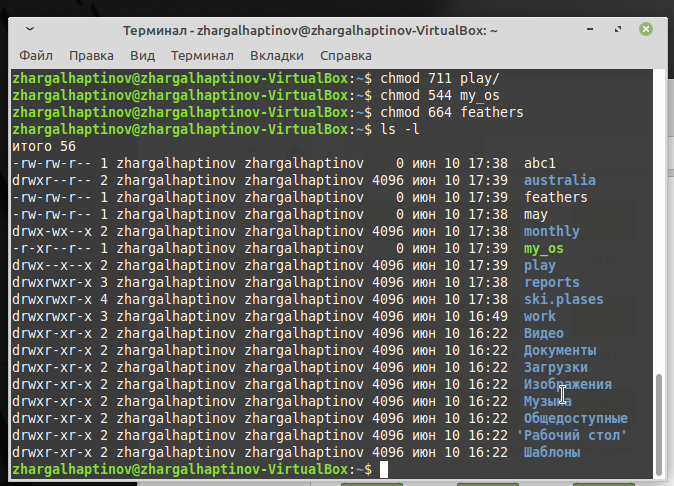 Терминал - zhargalhaptinov@zhargalhaptinov-VirtualBox: ~
Файл Правка Вид Терминал Вкладки Справка
zhargalhaptinov@zhargalhaptinov-VirtualBox:~$ chmod 711 play/
zhargalhaptinov@zhargalhaptinov-VirtualBox:~$ chmod 544 my_os
zhargalhaptinov@zhargalhaptinov-VirtualBox:~$ chmod 664 feathers
zhargalhaptinov@zhargalhaptinov-VirtualBox:~$ ls -l
итого 56
-rw-rw-r-- 1 zhargalhaptinov zhargalhaptinov    0 июн 10 17:38  abc1
drwxr--r-- 2 zhargalhaptinov zhargalhaptinov 4096 июн 10 17:39  australia
-rw-rw-r-- 1 zhargalhaptinov zhargalhaptinov    0 июн 10 17:39  feathers
-rw-rw-r-- 1 zhargalhaptinov zhargalhaptinov    0 июн 10 17:38  may
drwx-wx--x 2 zhargalhaptinov zhargalhaptinov 4096 июн 10 17:38  monthly
-r-xr--r-- 1 zhargalhaptinov zhargalhaptinov    0 июн 10 17:39  my_os
drwx--x--x 2 zhargalhaptinov zhargalhaptinov 4096 июн 10 17:39  play
drwxrwxr-x 3 zhargalhaptinov zhargalhaptinov 4096 июн 10 17:38  reports
drwxrwxr-x 4 zhargalhaptinov zhargalhaptinov 4096 июн 10 17:38  ski.plases
drwxrwxr-x 3 zhargalhaptinov zhargalhaptinov 4096 июн 10 16:49  work
drwxr-xr-x 2 zhargalhaptinov zhargalhaptinov 4096 июн 10 16:22  Видео
drwxr-xr-x 2 zhargalhaptinov zhargalhaptinov 4096 июн 10 16:22  Документы
drwxr-xr-x 2 zhargalhaptinov zhargalhaptinov 4096 июн 10 16:22  Загрузки
drwxr-xr-x 2 zhargalhaptinov zhargalhaptinov 4096 июн 10 16:22  Изображения
drwxr-xr-x 2 zhargalhaptinov zhargalhaptinov 4096 июн 10 16:22  Музыка
drwxr-xr-x 2 zhargalhaptinov zhargalhaptinov 4096 июн 10 16:22  Общедоступные
drwxr-xr-x 2 zhargalhaptinov zhargalhaptinov 4096 июн 10 16:22 'Рабочий стол'
drwxr-xr-x 2 zhargalhaptinov zhargalhaptinov 4096 июн 10 16:22  Шаблоны
zhargalhaptinov@zhargalhaptinov-VirtualBox:~$